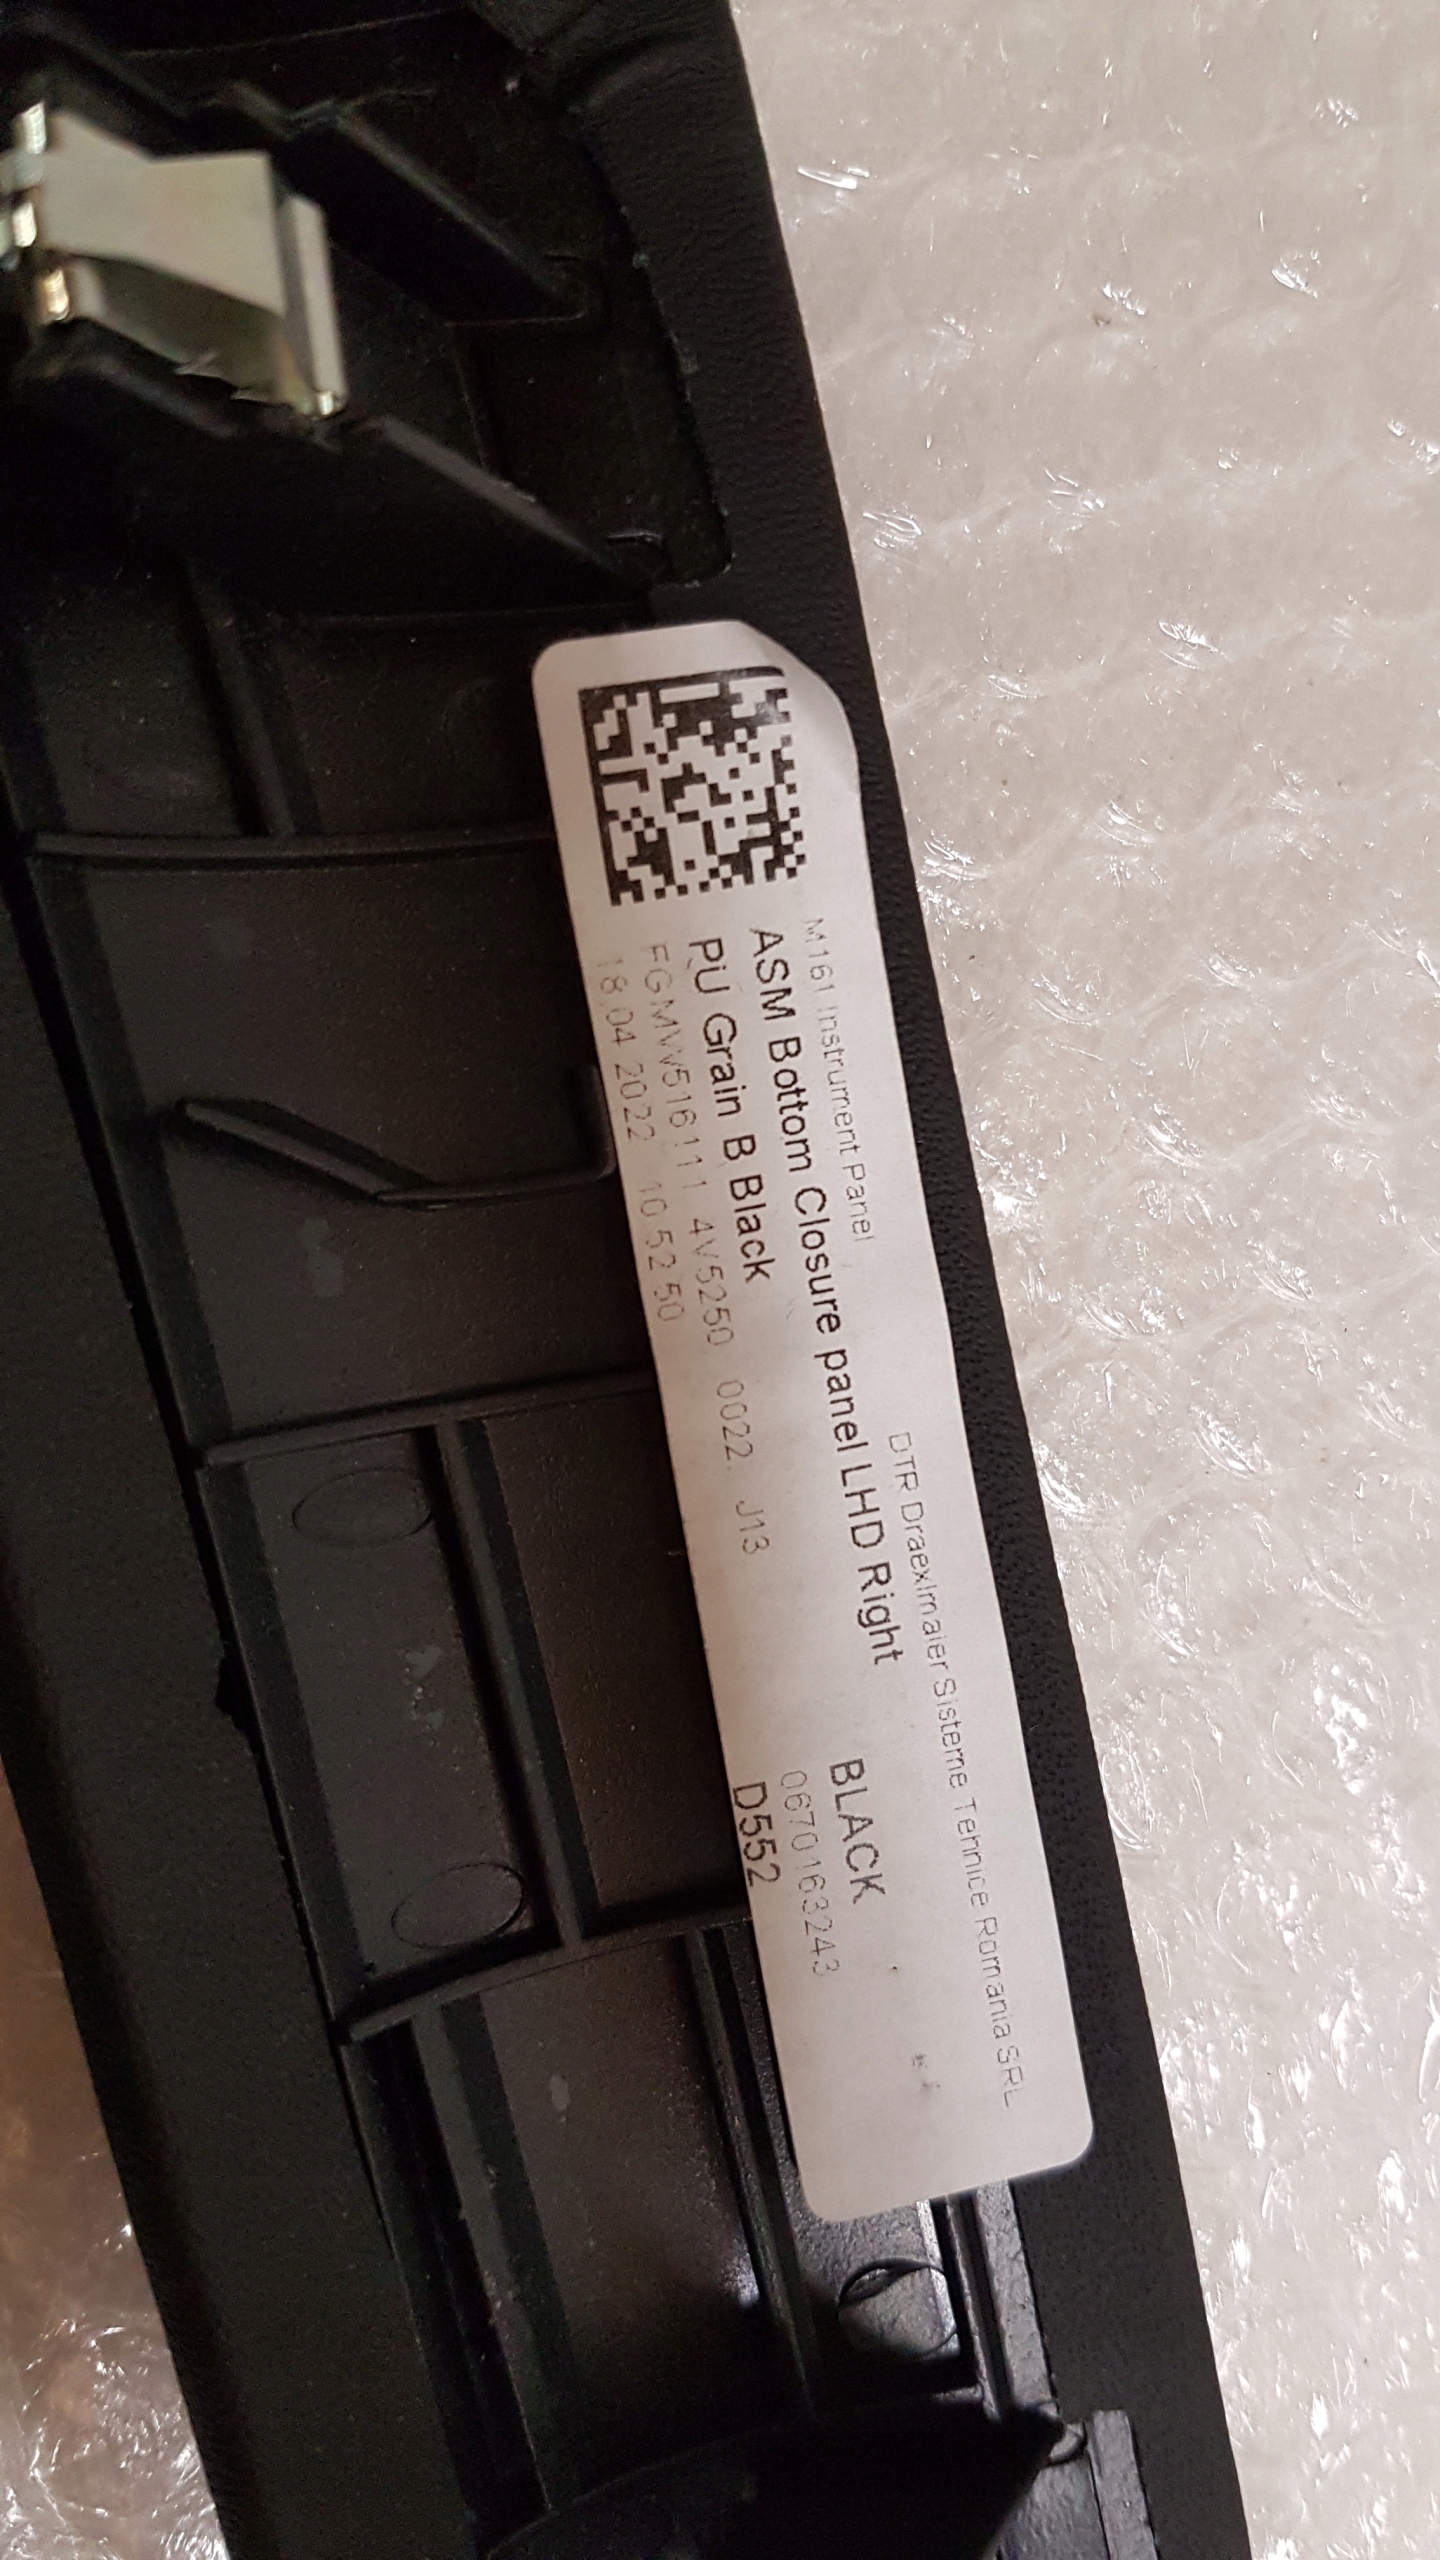 M161 Instrument Panel DTR Draexlmaier Sisteme Tehnice Romania SRL
ASM Bottom Closure panel LHD Right BLACK
PU Grain B Black 0670163243
FGMW516111 4V5250 0022 J13 D552
18.04.2022 10:52:50